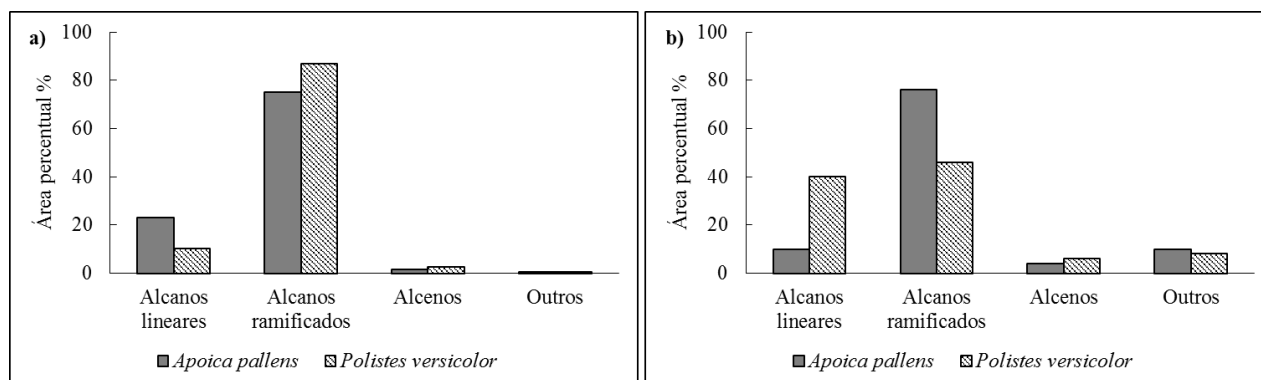 a)
Área percentual %
100
80
60
40
20
0
Alcanos
lineares
Alcanos
ramificados
Alcenos
Outros
Apoica pallens
Polistes versicolor
b)
Área percentual %
100
80
60
40
20
0
Alcanos
lineares
Alcanos
ramificados
Alcenos
Outros
Apoica pallens
Polistes versicolor